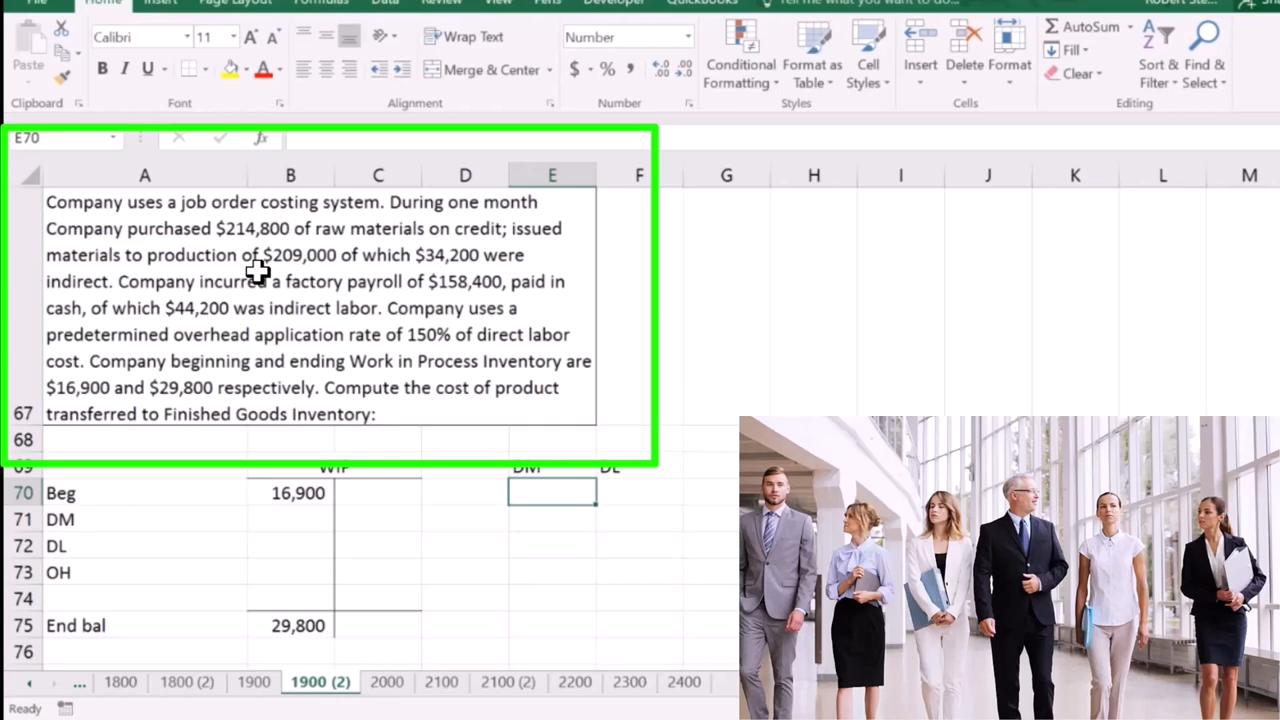 File Home Insert Page Layout Formulas Data Review View Pens Developer QuickBooks Tell me what you want to do... Robert Ste... Share
Calibri 11 Wrap Text Number AutoSum
Paste Fill
B I U Merge & Center $ % , Conditional Format as Cell Insert Delete Format Clear Sort & Find &
Formatting Table Styles Filter Select
Clipboard Font Alignment Number Styles Cells Editing
E70 fx
A B C D E F G H I J K L M
Company uses a job order costing system. During one month
Company purchased $214,800 of raw materials on credit; issued
materials to production of $209,000 of which $34,200 were
indirect. Company incurred a factory payroll of $158,400, paid in
cash, of which $44,200 was indirect labor. Company uses a
predetermined overhead application rate of 150% of direct labor
cost. Company beginning and ending Work in Process Inventory are
$16,900 and $29,800 respectively. Compute the cost of product
67 transferred to Finished Goods Inventory:
68
69 WIP DM DL
70 Beg 16,900
71 DM
72 DL
73 OH
74
75 End bal 29,800
76
... 1800 1800 (2) 1900 1900 (2) 2000 2100 2100 (2) 2200 2300 2400
Ready